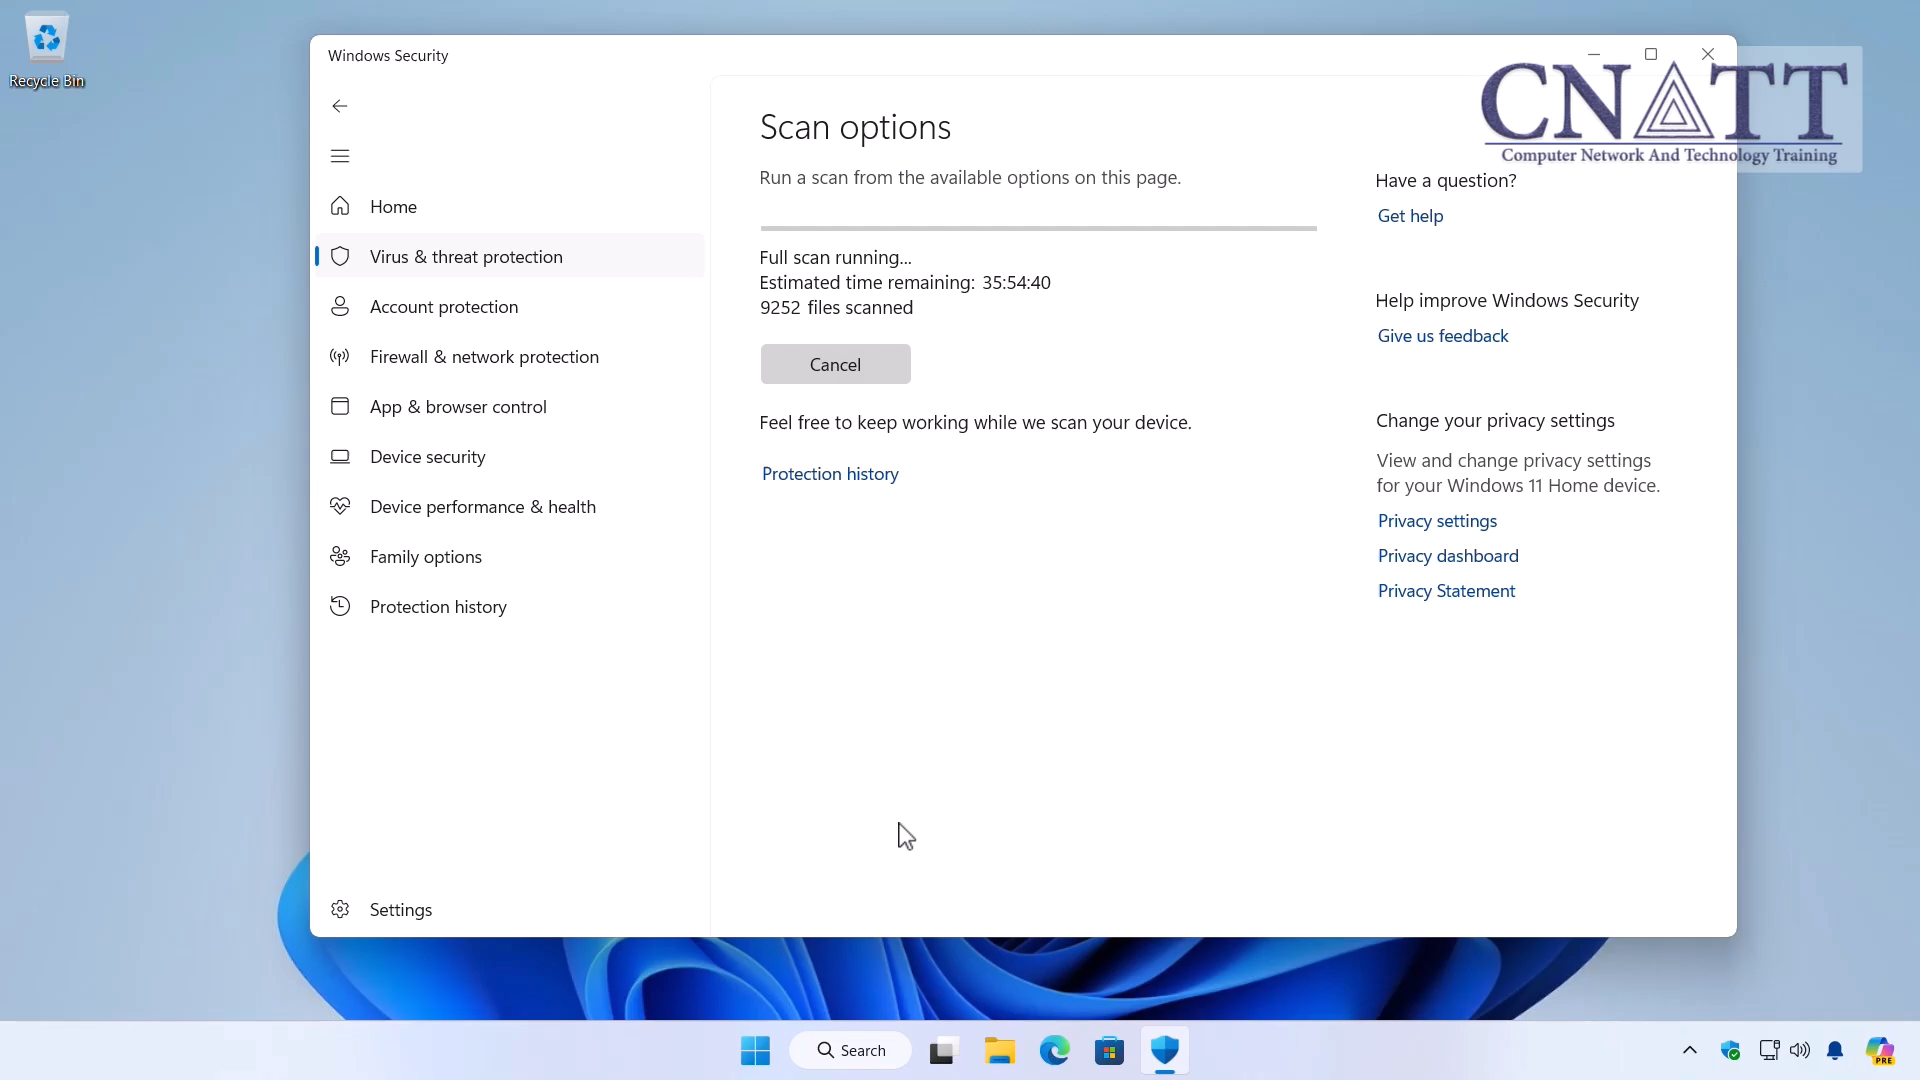 Recycle Bin
Windows Security
CNATT
Computer Network And Technology Training
Home
Virus & threat protection
Account protection
Firewall & network protection
App & browser control
Device security
Device performance & health
Family options
Protection history
Settings
Scan options
Run a scan from the available options on this page.
Full scan running...
Estimated time remaining: 35:54:40
9252 files scanned
Cancel
Feel free to keep working while we scan your device.
Protection history
Have a question?
Get help
Help improve Windows Security
Give us feedback
Change your privacy settings
View and change privacy settings
for your Windows 11 Home device.
Privacy settings
Privacy dashboard
Privacy Statement
Search
PRE